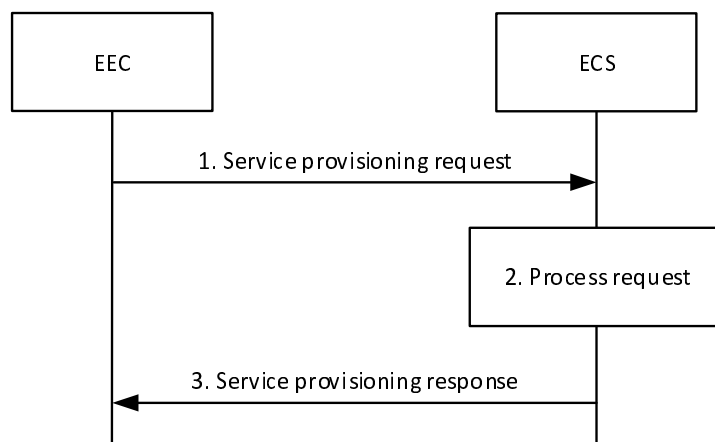 EEC
ECS
1. Service provisioning request
2. Process request
3. Service provisioning response